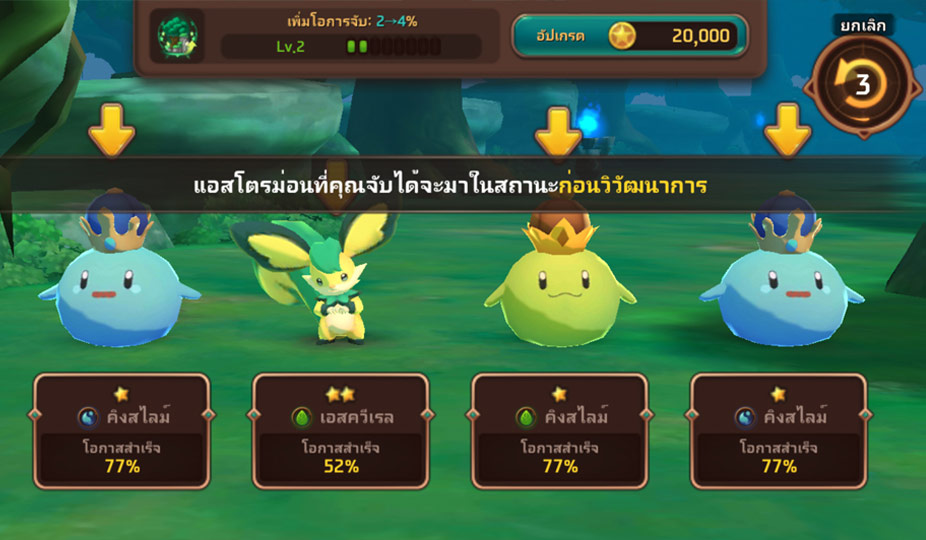 เพิ่มโอการจับ: 2→4%
Lv.2
อัปเกรด 20,000
ยกเลิก
3
แอสโตรม่อนที่คุณจับได้จะมาในสถานะก่อนวิวัฒนาการ
คิงสไลม์
โอกาสสำเร็จ
77%
เอสควีเรล
โอกาสสำเร็จ
52%
คิงสไลม์
โอกาสสำเร็จ
77%
คิงสไลม์
โอกาสสำเร็จ
77%